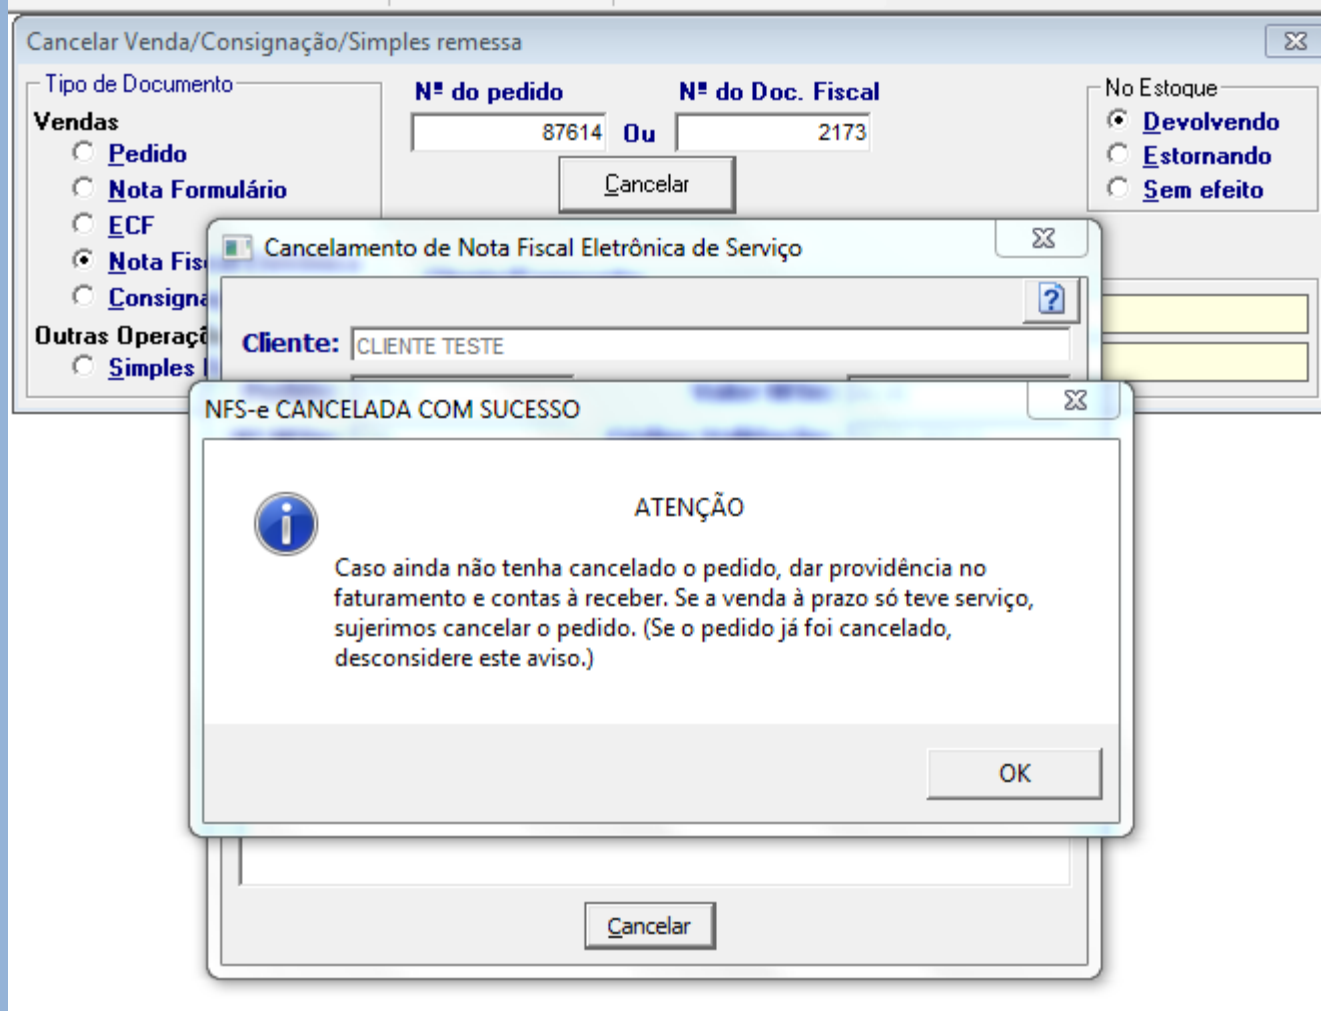 Cancelar Venda/Consignação/Simples remessa
Tipo de Documento
Vendas
Pedido
Nota Formulário
ECF
Nota Fis
Consigna
Outras Operaçõ
Simples
Nº do pedido
Nº do Doc. Fiscal
87614 Ou 2173
Cancelar
No Estoque
Devolvendo
Estornando
Sem efeito
Cancelamento de Nota Fiscal Eletrônica de Serviço
Cliente: CLIENTE TESTE
NFS-e CANCELADA COM SUCESSO
ATENÇÃO
Caso ainda não tenha cancelado o pedido, dar providência no
faturamento e contas à receber. Se a venda à prazo só teve serviço,
sujerimos cancelar o pedido. (Se o pedido já foi cancelado,
desconsidere este aviso.)
OK
Cancelar